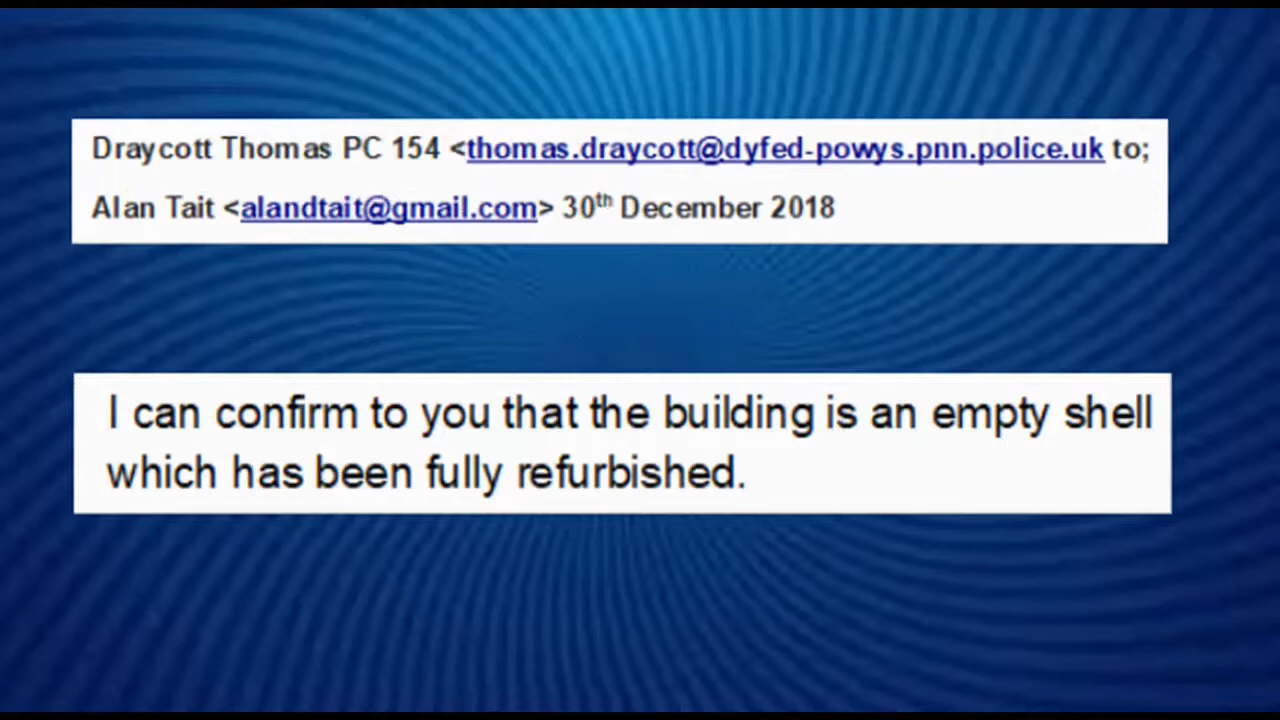 Draycott Thomas PC 154 <thomas.draycott@dyfed-powys.pnn.police.uk to;
Alan Tait <alandtait@gmail.com> 30th December 2018
I can confirm to you that the building is an empty shell
which has been fully refurbished.